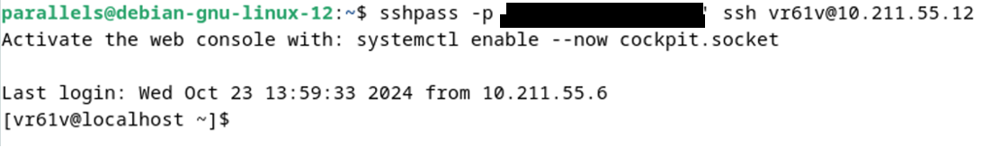 parallels@debian-gnu-linux-12:~$ sshpass -p ' ssh vr61v@10.211.55.12
Activate the web console with: systemctl enable --now cockpit.socket
Last login: Wed Oct 23 13:59:33 2024 from 10.211.55.6
[vr61v@localhost ~]$